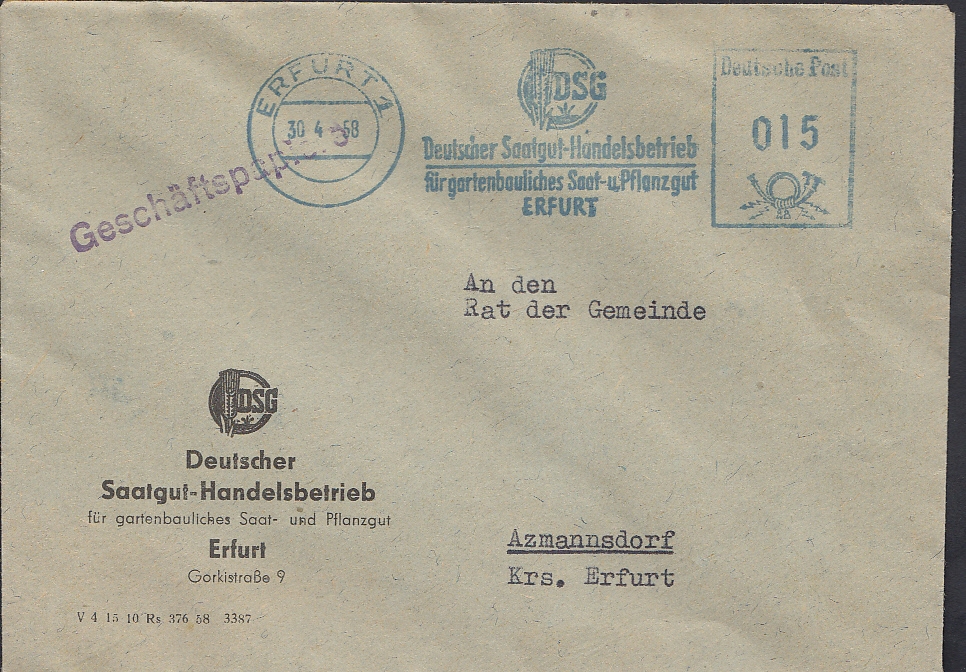 ERFURT 1
30. 4. 58
DSG
Deutscher Saatgut-Handelsbetrieb
für gartenbauliches Saat- u. Pflanzgut
ERFURT
Deutsche Post
015
Geschäftspapiere
An den
Rat der Gemeinde
DSG
Deutscher
Saatgut-Handelsbetrieb
für gartenbauliches Saat- und Pflanzgut
Erfurt
Gorkistraße 9
Azmannsdorf
Krs. Erfurt
V 4 15 10 Rs 376 58 3387